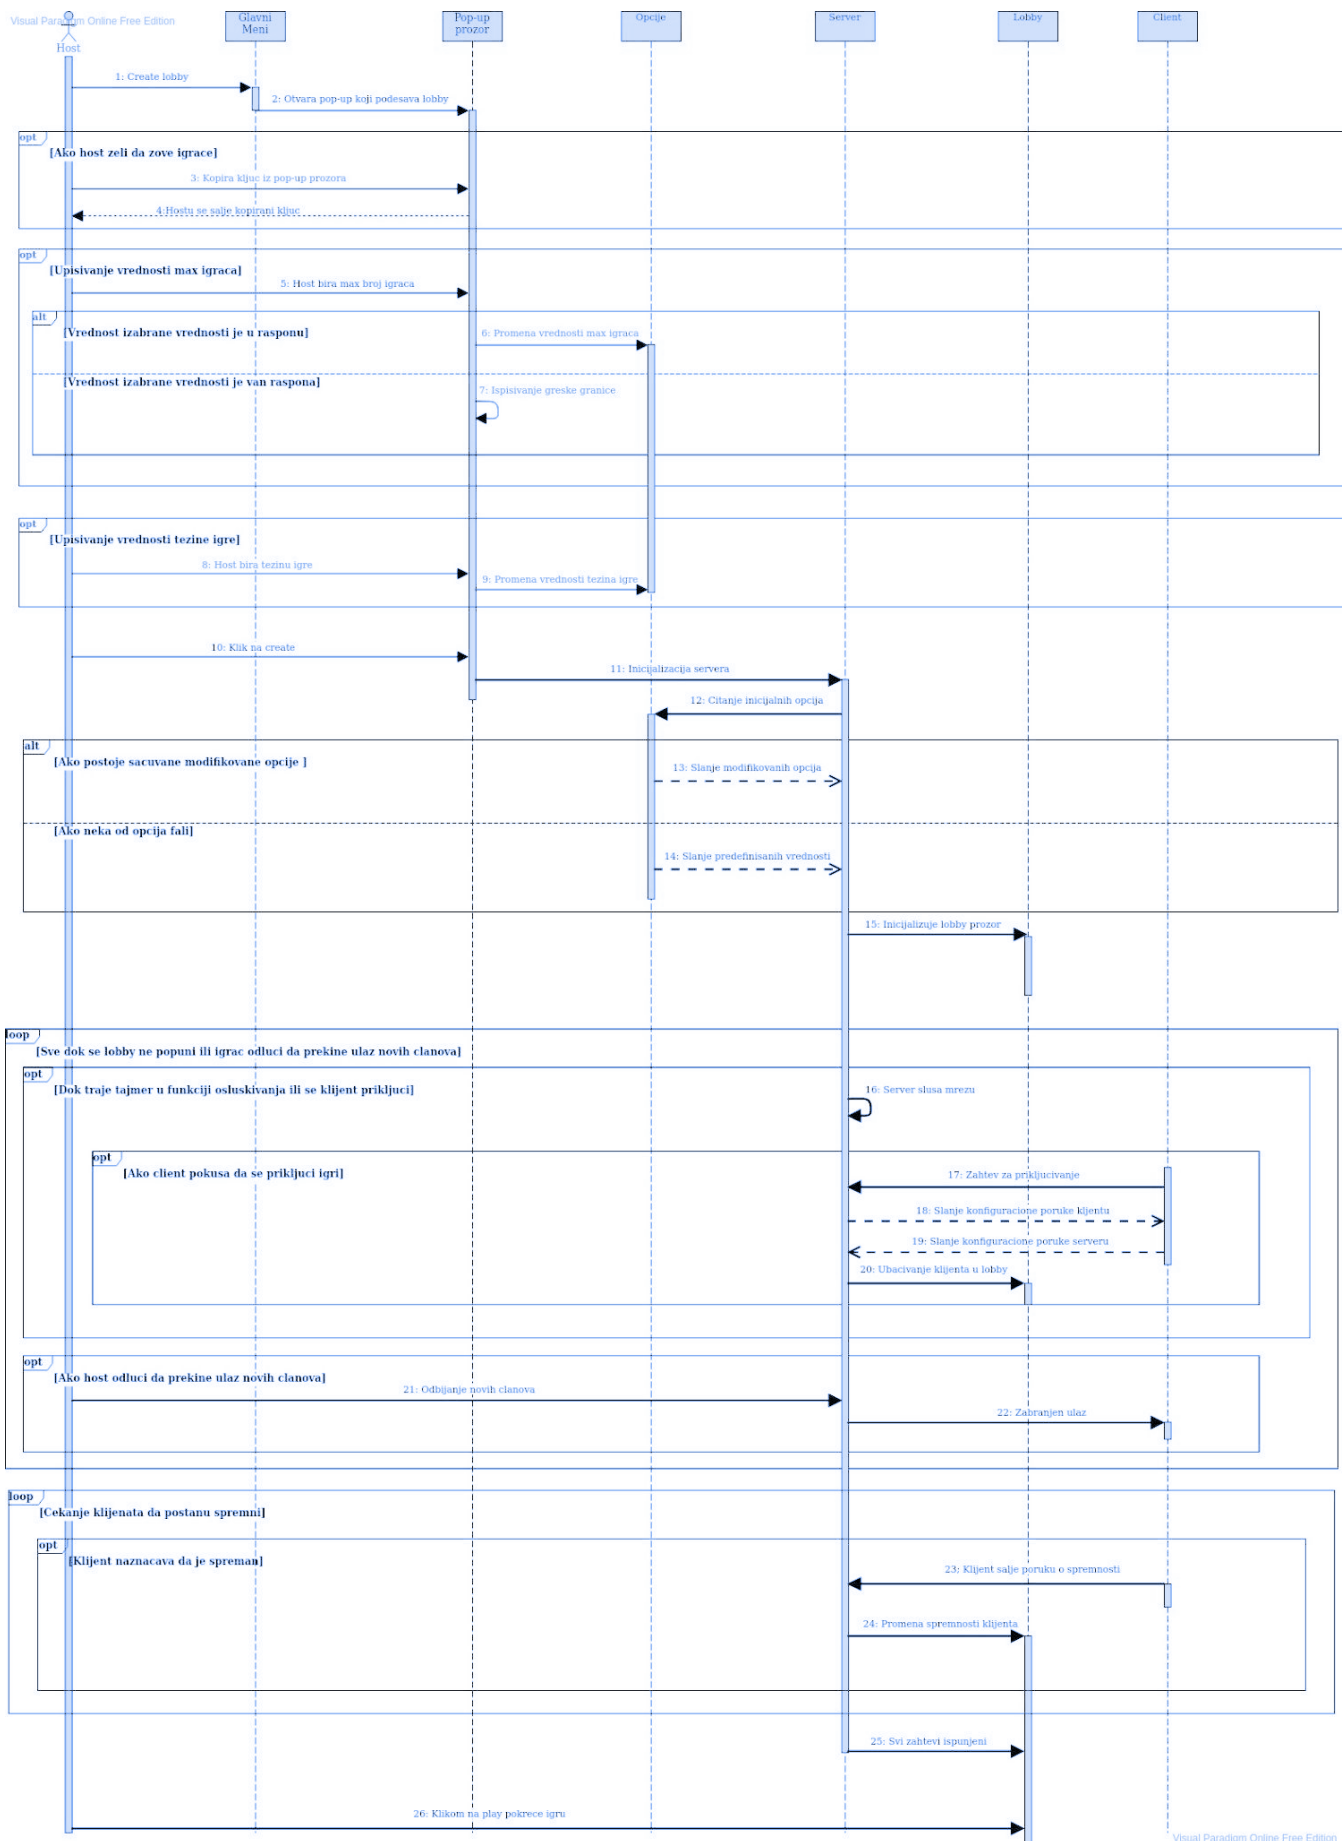 Visual Paradigm Online Free Edition
Host
Glavni
Meni
Pop-up
prozor
Opcije
Server
Lobby
Client
1: Create lobby
2: Otvara pop-up koji podesava lobby
opt
[Ako host zeli da zove igrace]
3: Kopira kljuc iz pop-up prozora
4:Hostu se salje kopirani kljuc
opt
[Upisivanje vrednosti max igraca]
5: Host bira max broj igraca
alt
[Vrednost izabrane vrednosti je u rasponu]
6: Promena vrednosti max igraca
[Vrednost izabrane vrednosti je van raspona]
7: Ispisivanje greske granice
opt
[Upisivanje vrednosti tezine igre]
8: Host bira tezinu igre
9: Promena vrednosti tezina igre
10: Klik na create
11: Inicijalizacija servera
12: Citanje inicijalnih opcija
alt
[Ako postoje sacuvane modifikovane opcije ]
13: Slanje modifikovanih opcija
[Ako neka od opcija fali]
14: Slanje predefinisanih vrednosti
15: Inicijalizuje lobby prozor
loop
[Sve dok se lobby ne popuni ili igrac odluci da prekine ulaz novih clanova]
opt
[Dok traje tajmer u funkciji osluskivanja ili se klijent prikljuci]
16: Server slusa mrezu
opt
[Ako client pokusa da se prikljuci igri]
17: Zahtev za prikljucivanje
18: Slanje konfiguracione poruke kljentu
19: Slanje konfiguracione poruke serveru
20: Ubacivanje klijenta u lobby
opt
[Ako host odluci da prekine ulaz novih clanova]
21: Odbijanje novih clanova
22: Zabranjen ulaz
loop
[Cekanje klijenata da postanu spremni]
opt
[Klijent naznacava da je spreman]
23: Klijent salje poruku o spremnosti
24: Promena spremnosti klijenta
25: Svi zahtevi ispunjeni
26: Klikom na play pokrece igru
Visual Paradigm Online Free Edition